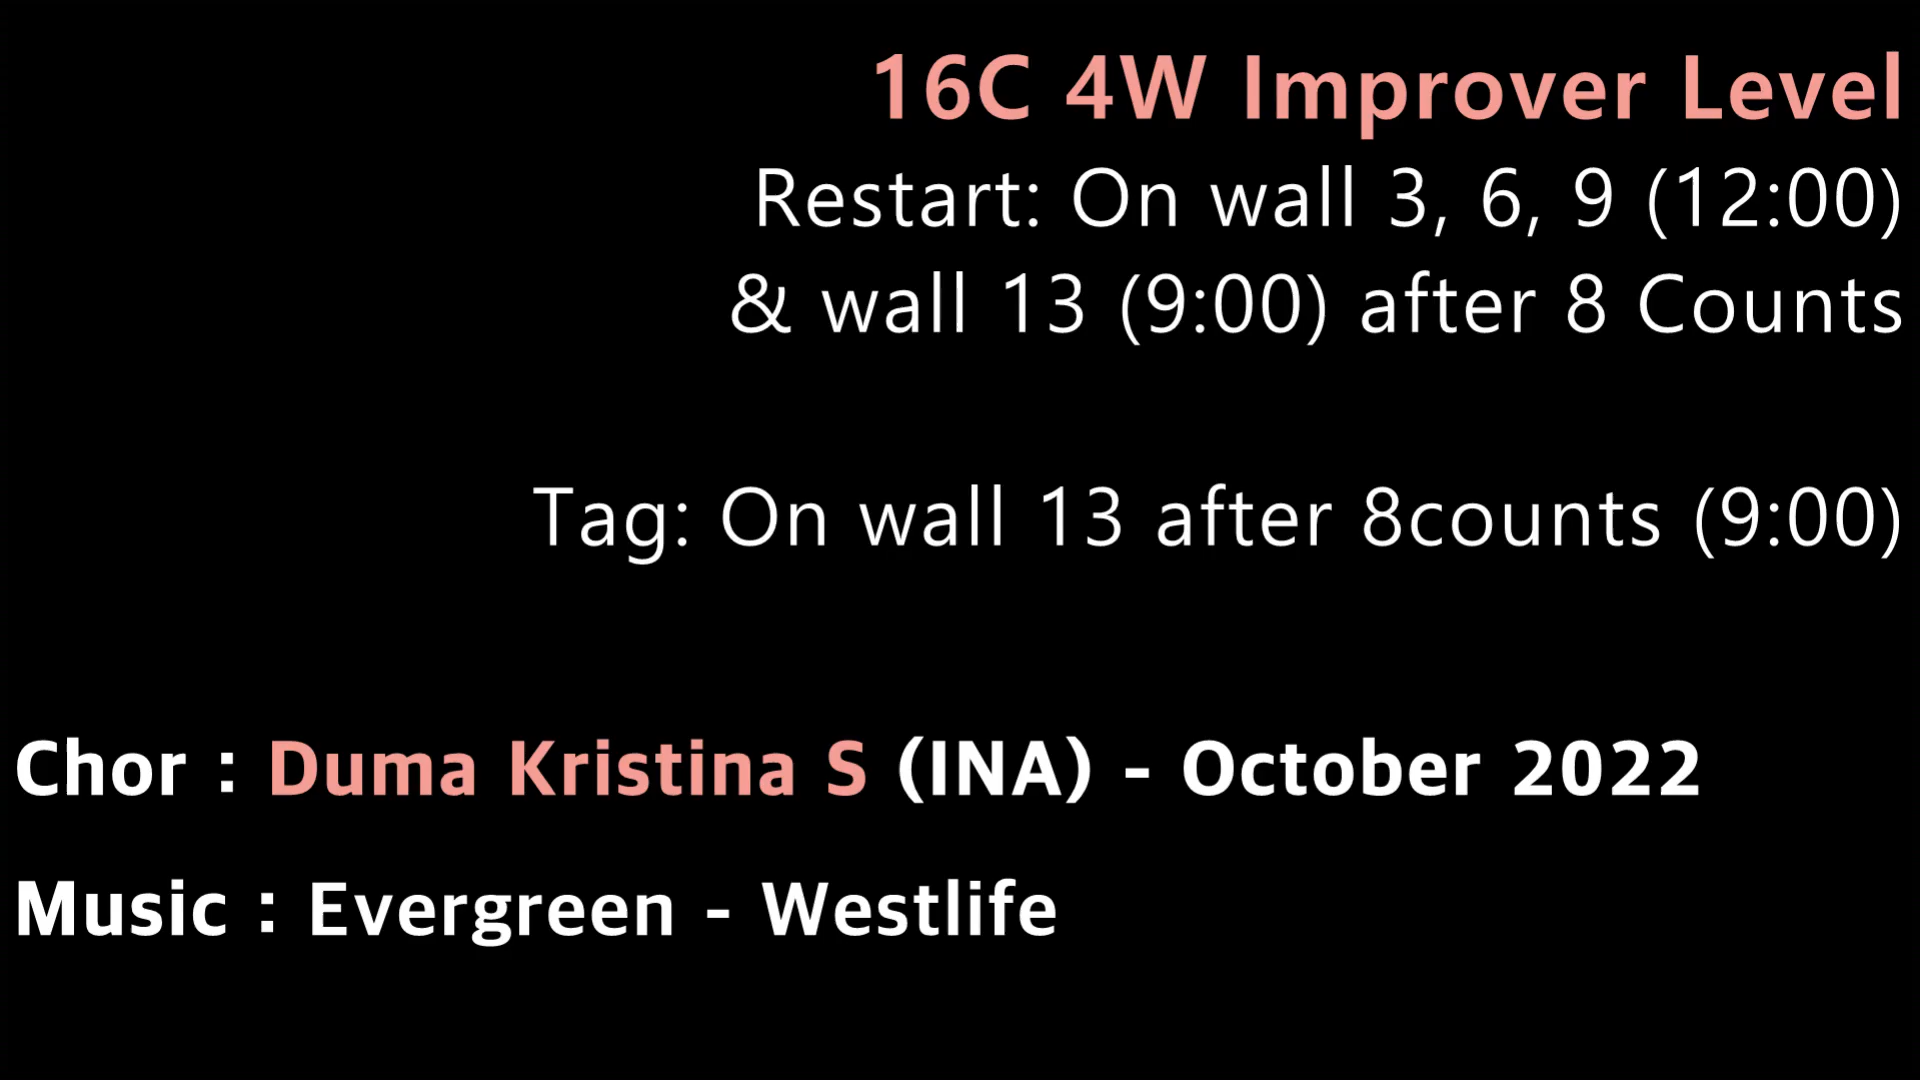 16C 4W Improver Level
Restart: On wall 3, 6, 9 (12:00)
& wall 13 (9:00) after 8 Counts
Tag: On wall 13 after 8counts (9:00)
Chor : Duma Kristina S (INA) - October 2022
Music : Evergreen - Westlife